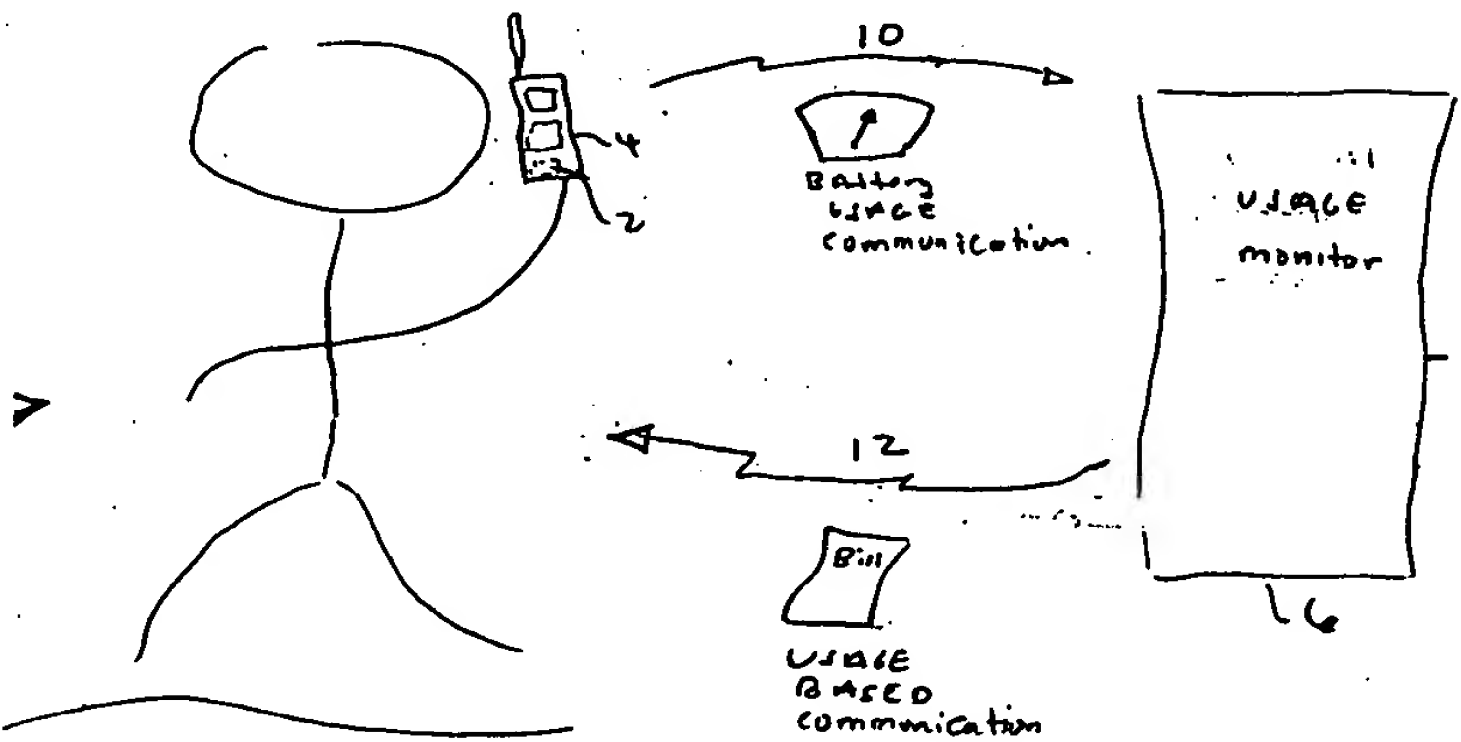 10
4
2
Battery
USAGE
communication
USAGE
monitor
12
Bill
USAGE
BASED
communication
6